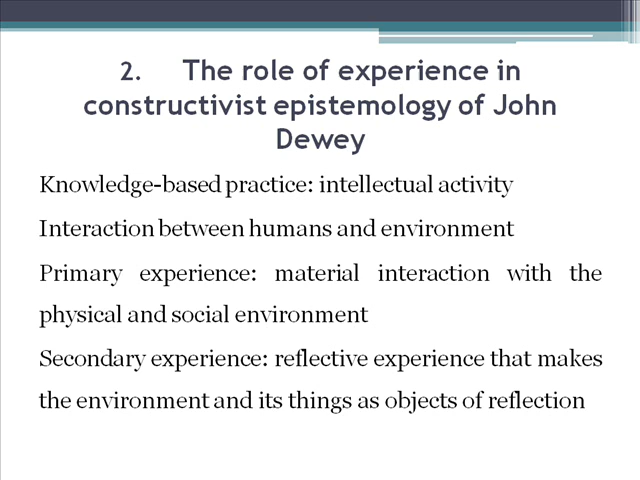 2. The role of experience in
constructivist epistemology of John
Dewey
Knowledge-based practice: intellectual activity
Interaction between humans and environment
Primary experience: material interaction with the
physical and social environment
Secondary experience: reflective experience that makes
the environment and its things as objects of reflection